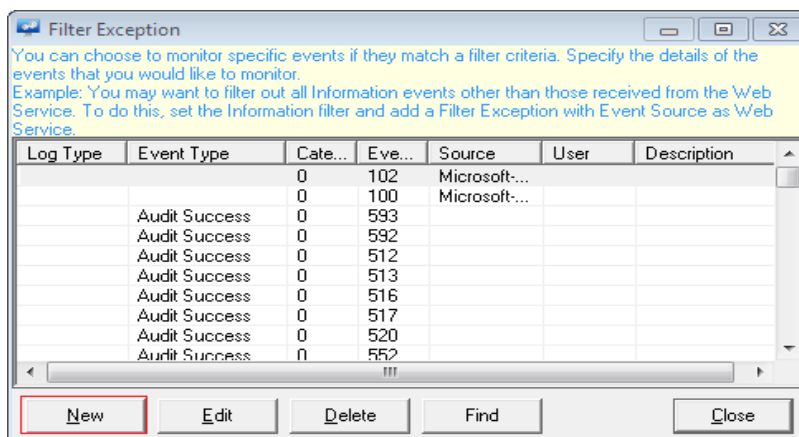 Filter Exception
You can choose to monitor specific events if they match a filter criteria. Specify the details of the
events that you would like to monitor.
Example: You may want to filter out all Information events other than those received from the Web
Service. To do this, set the Information filter and add a Filter Exception with Event Source as Web
Service.
Log Type Event Type Cate... Eve... Source User Description
0 102 Microsoft-...
0 100 Microsoft-...
Audit Success 0 593
Audit Success 0 592
Audit Success 0 512
Audit Success 0 513
Audit Success 0 516
Audit Success 0 517
Audit Success 0 520
Audit Success 0 552
New Edit Delete Find Close